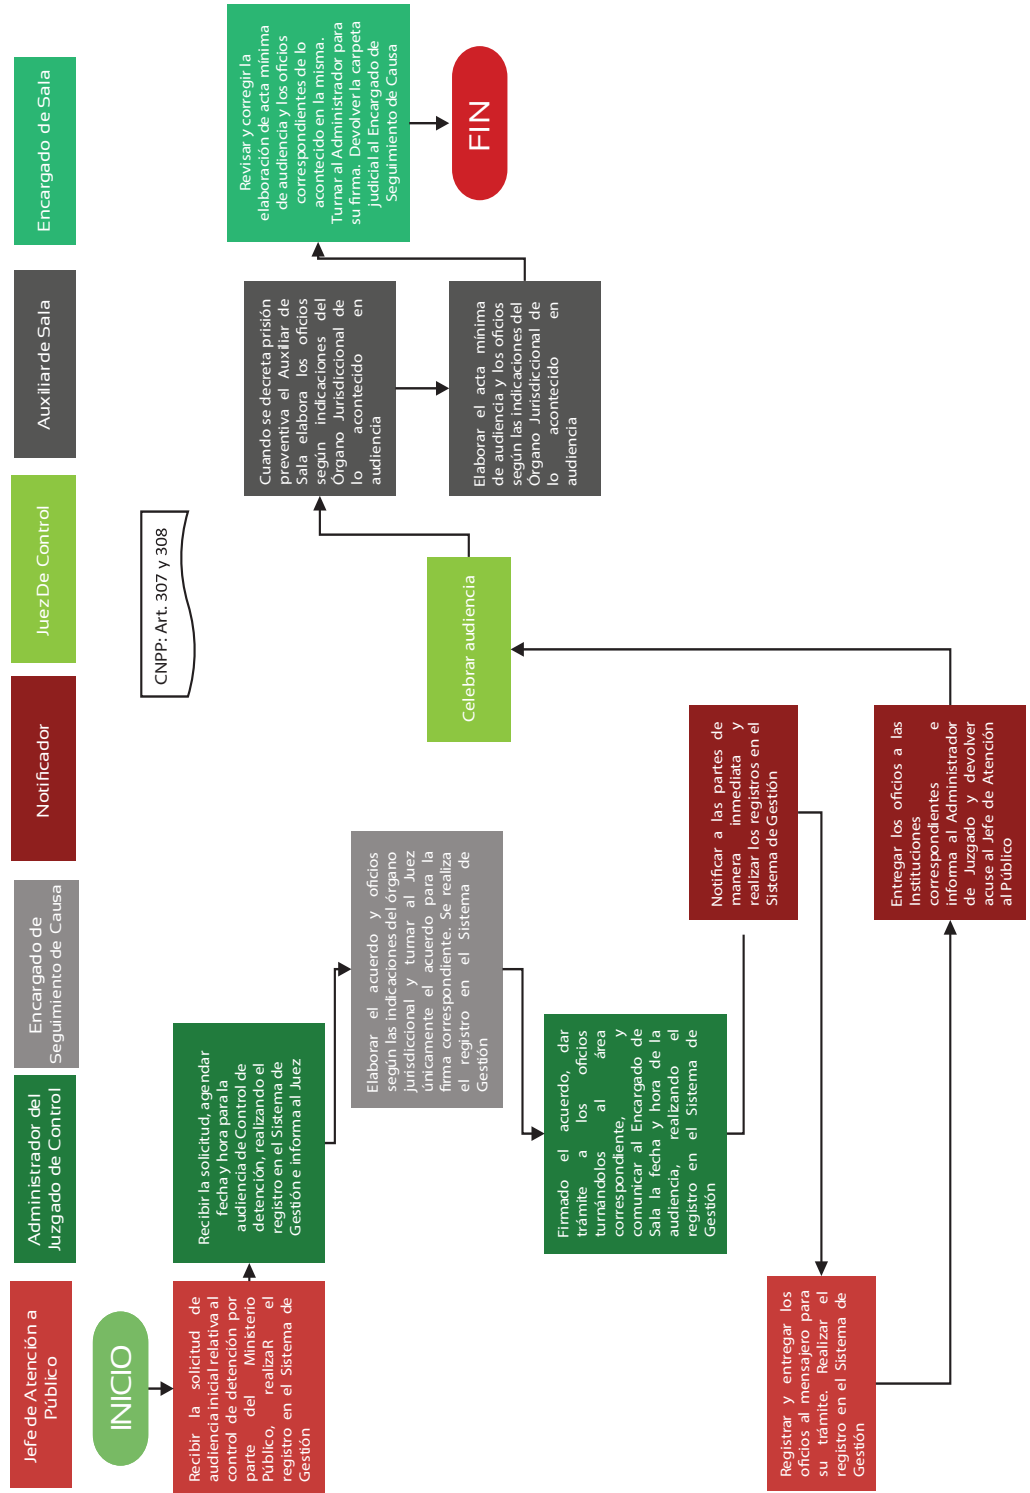 Jefe de Atención a
Público
Administrador del
Juzgado de Control
Encargado de
Seguimiento de Causa
Notificador
Juez De Control
Auxiliar de Sala
Encargado de Sala
INICIO
CNPP: Art. 307 y 308
Recibir la solicitud de
audiencia inicial relativa al
control de detención por
parte del Ministerio
Público, realizaR el
registro en el Sistema de
Gestión
Recibir la solicitud, agendar
fecha y hora para la
audiencia de Control de
detención, realizando el
registro en el Sistema de
Gestión e informa al Juez
Elaborar el acuerdo y oficios
según las indicaciones del órgano
jurisdiccional y turnar al Juez
únicamente el acuerdo para la
firma correspondiente. Se realiza
el registro en el Sistema de
Gestión
Firmado el acuerdo, dar
trámite a los oficios
turnándolos al área
correspondiente, y
comunicar al Encargado de
Sala la fecha y hora de la
audiencia, realizando el
registro en el Sistema de
Gestión
Notificar a las partes de
manera inmediata y
realizar los registros en el
Sistema de Gestión
Registrar y entregar los
oficios al mensajero para
su trámite. Realizar el
registro en el Sistema de
Gestión
Entregar los oficios a las
Instituciones
correspondientes e
informa al Administrador
de Juzgado y devolver
acuse al Jefe de Atención
al Público
Celebrar audiencia
Cuando se decreta prisión
preventiva el Auxiliar de
Sala elabora los oficios
según indicaciones del
Órgano Jurisdiccional de
lo acontecido en
audiencia
Elaborar el acta mínima
de audiencia y los oficios
según las indicaciones del
Órgano Jurisdiccional de
lo acontecido en
audiencia
Revisar y corregir la
elaboración de acta mínima
de audiencia y los oficios
correspondientes de lo
acontecido en la misma.
Turnar al Administrador para
su firma. Devolver la carpeta
judicial al Encargado de
Seguimiento de Causa
FIN